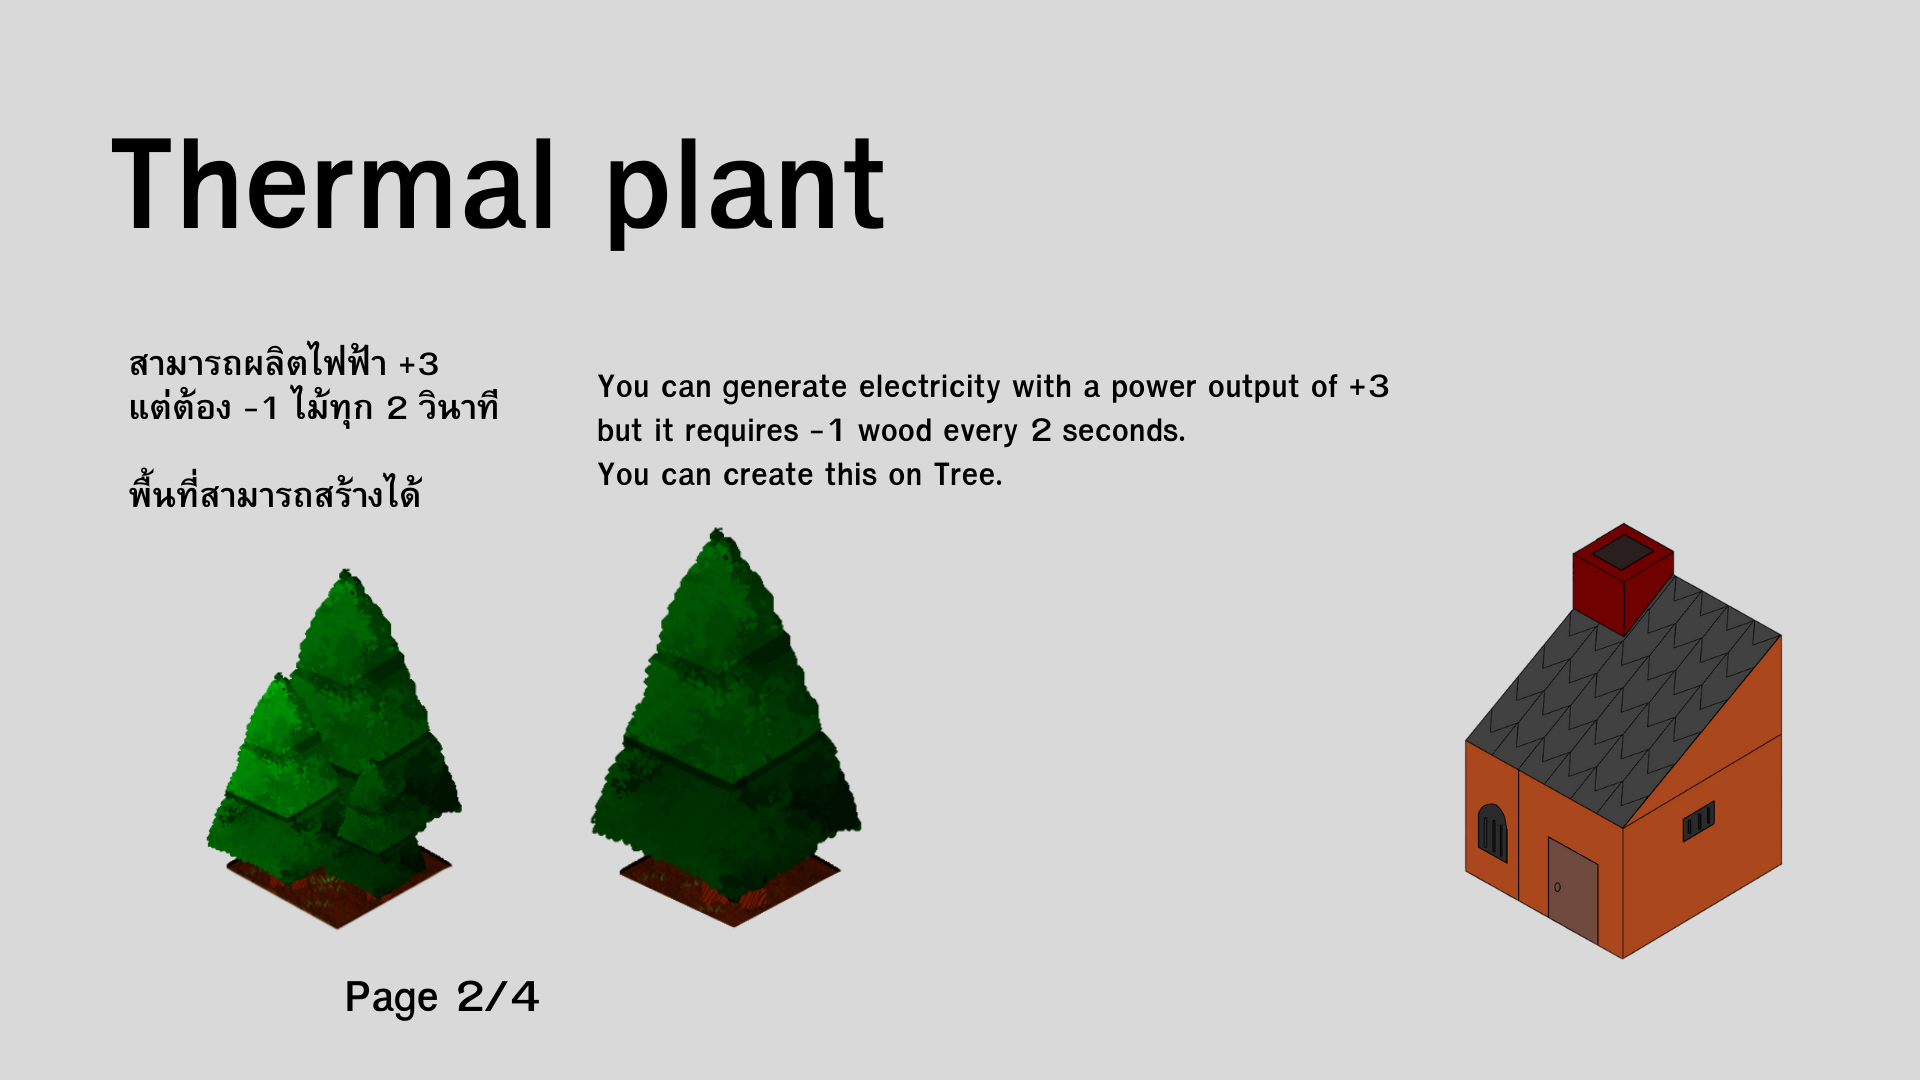 Thermal plant
สามารถผลิตไฟฟ้า +3
แต่ต้อง -1 ไม้ทุก 2 วินาที
พื้นที่สามารถสร้างได้
You can generate electricity with a power output of +3
but it requires -1 wood every 2 seconds.
You can create this on Tree.
Page 2/4